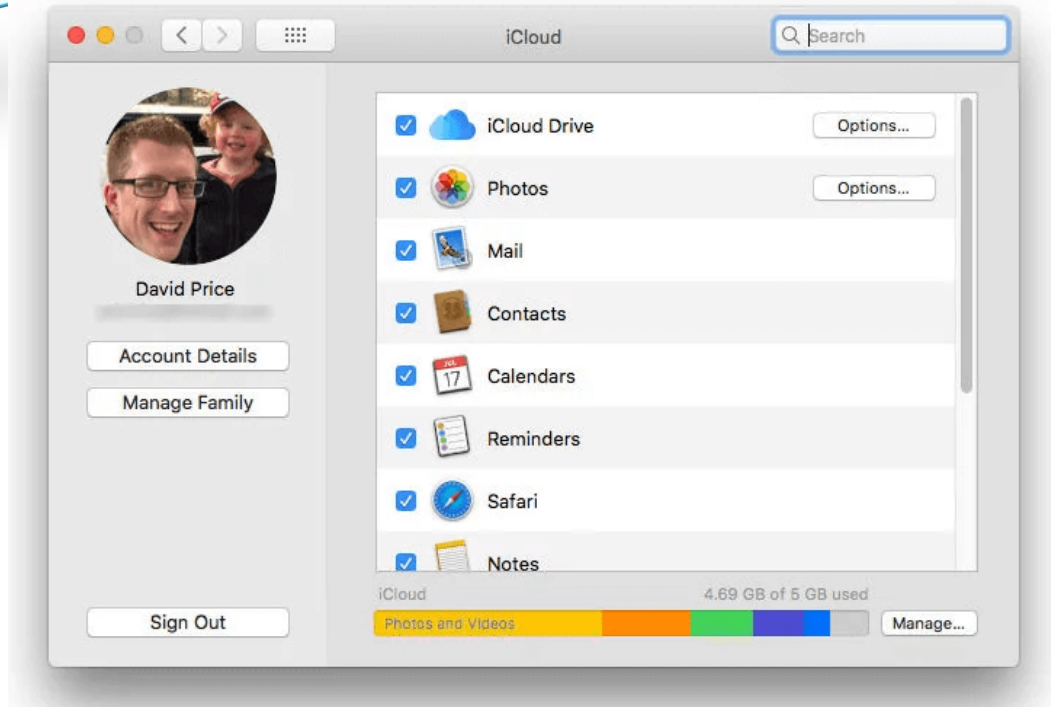 iCloud
Search
David Price
Account Details
Manage Family
Sign Out
iCloud Drive
Options...
Photos
Options...
Mail
Contacts
JUL
17
Calendars
Reminders
Safari
Notes
iCloud
4.69 GB of 5 GB used
Photos and Videos
Manage...